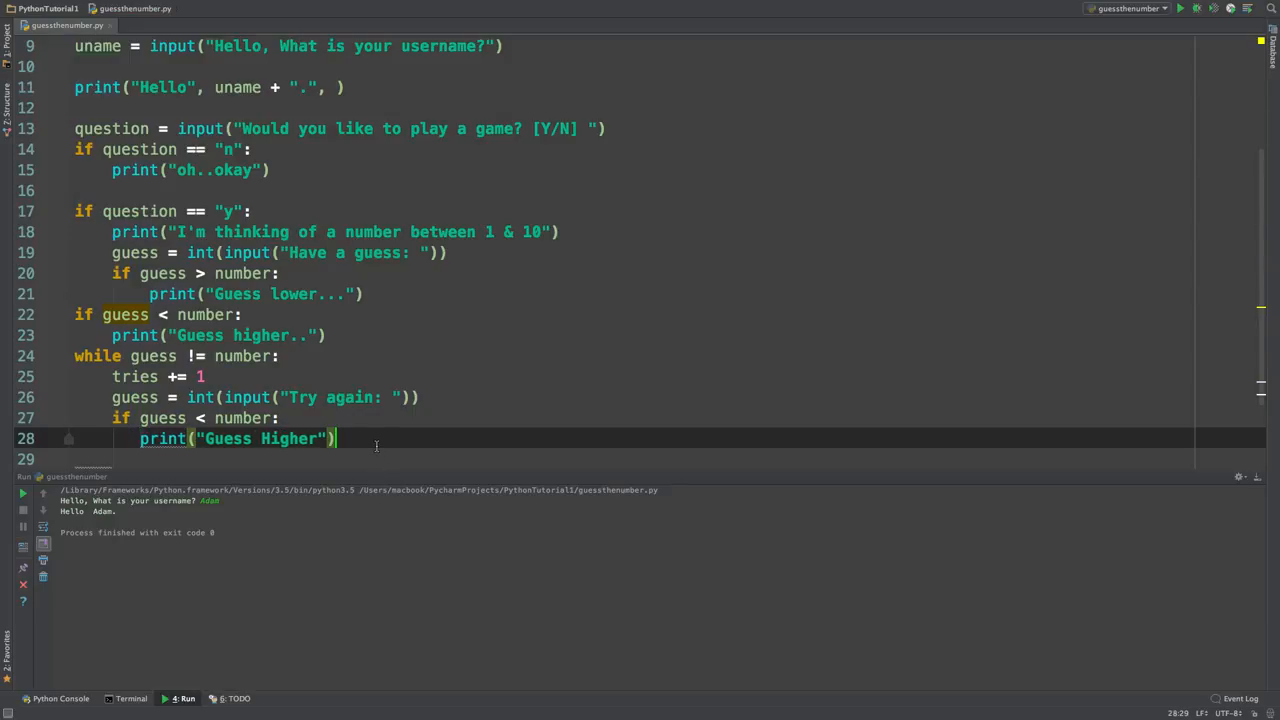 PythonTutorial1 guessthenumber.py guessthenumber
guessthenumber.py
1: Project
Z: Structure
2: Favorites
Database
9 uname = input("Hello, What is your username?")
10
11 print("Hello", uname + ".", )
12
13 question = input("Would you like to play a game? [Y/N] ")
14 if question == "n":
15 print("oh..okay")
16
17 if question == "y":
18 print("I'm thinking of a number between 1 & 10")
19 guess = int(input("Have a guess: "))
20 if guess > number:
21 print("Guess lower...")
22 if guess < number:
23 print("Guess higher..")
24 while guess != number:
25 tries += 1
26 guess = int(input("Try again: "))
27 if guess < number:
28 print("Guess Higher")
29
Run guessthenumber
/Library/Frameworks/Python.framework/Versions/3.5/bin/python3.5 /Users/macbook/PycharmProjects/PythonTutorial1/guessthenumber.py
Hello, What is your username? Adam
Hello  Adam.
Process finished with exit code 0
Python Console Terminal 4: Run 6: TODO Event Log
28:29 LF÷ UTF-8÷